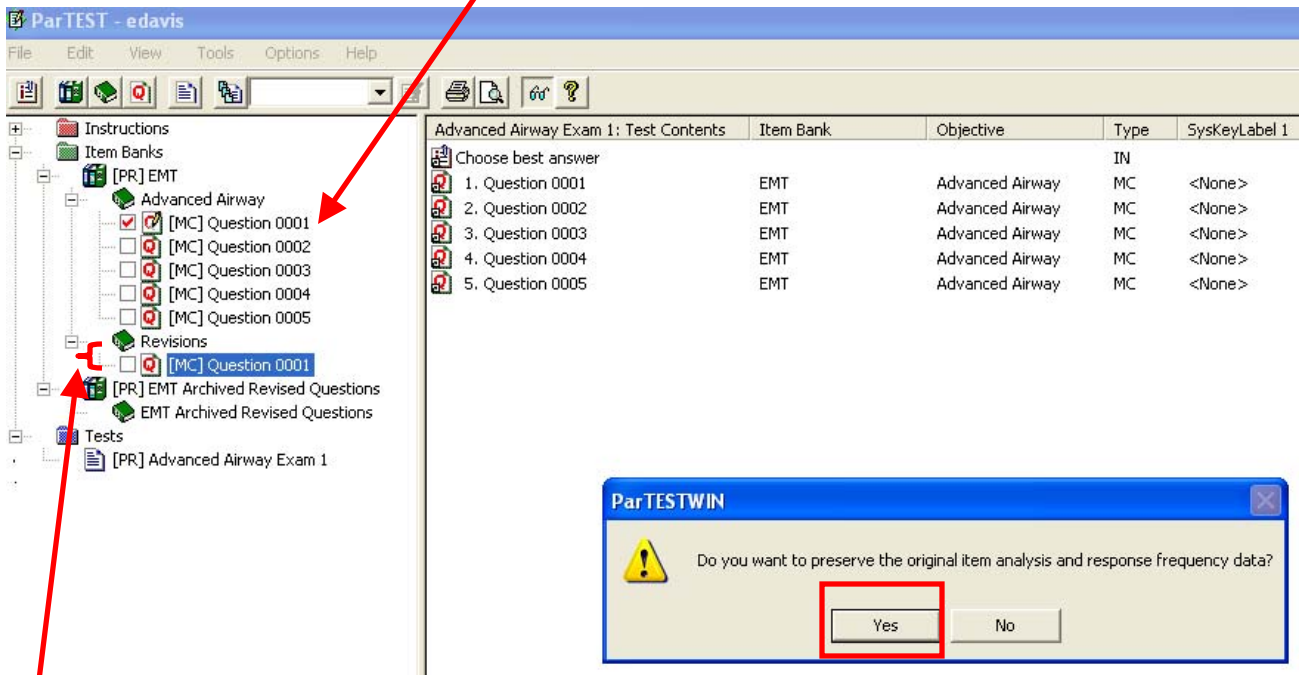 ParTEST - edavis
File Edit View Tools Options Help
Instructions
Item Banks
[PR] EMT
Advanced Airway
[MC] Question 0001
[MC] Question 0002
[MC] Question 0003
[MC] Question 0004
[MC] Question 0005
Revisions
[MC] Question 0001
[PR] EMT Archived Revised Questions
EMT Archived Revised Questions
Tests
[PR] Advanced Airway Exam 1
Advanced Airway Exam 1: Test Contents Item Bank Objective Type SysKeyLabel 1
Choose best answer IN
1. Question 0001 EMT Advanced Airway MC <None>
2. Question 0002 EMT Advanced Airway MC <None>
3. Question 0003 EMT Advanced Airway MC <None>
4. Question 0004 EMT Advanced Airway MC <None>
5. Question 0005 EMT Advanced Airway MC <None>
ParTESTWIN
Do you want to preserve the original item analysis and response frequency data?
Yes No